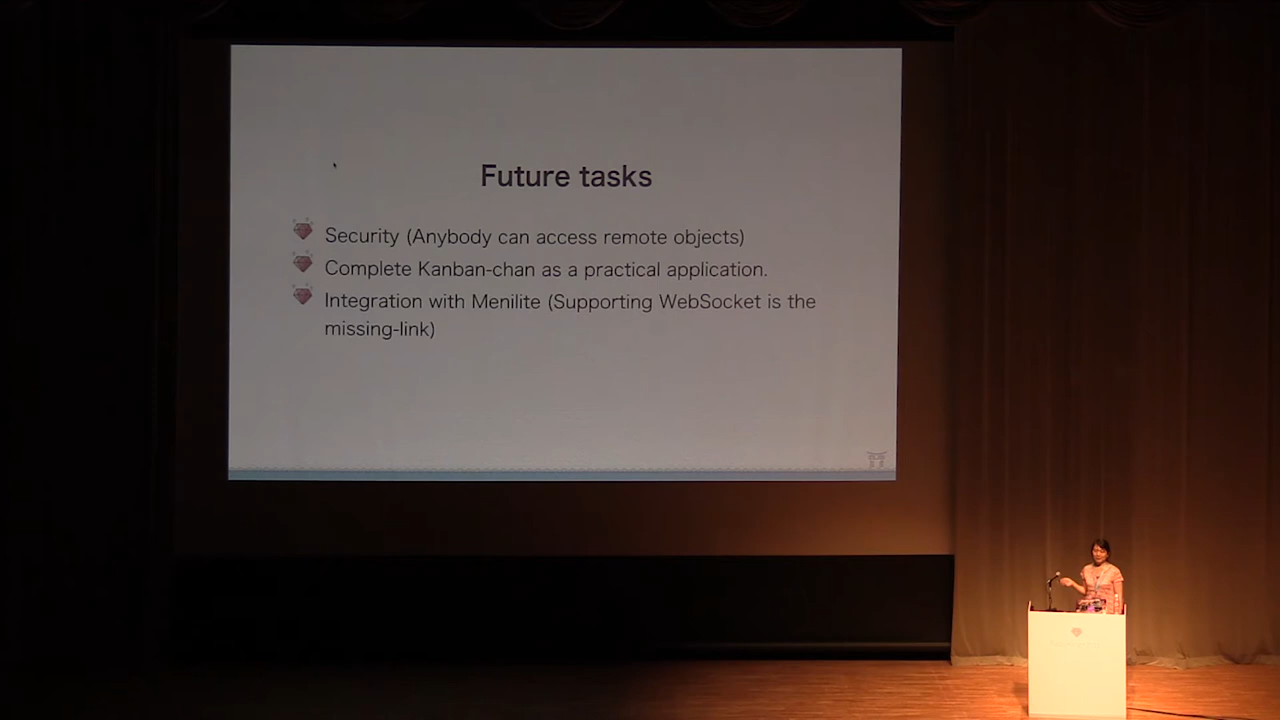 Future tasks
Security (Anybody can access remote objects)
Complete Kanban-chan as a practical application.
Integration with Menilite (Supporting WebSocket is the
missing-link)